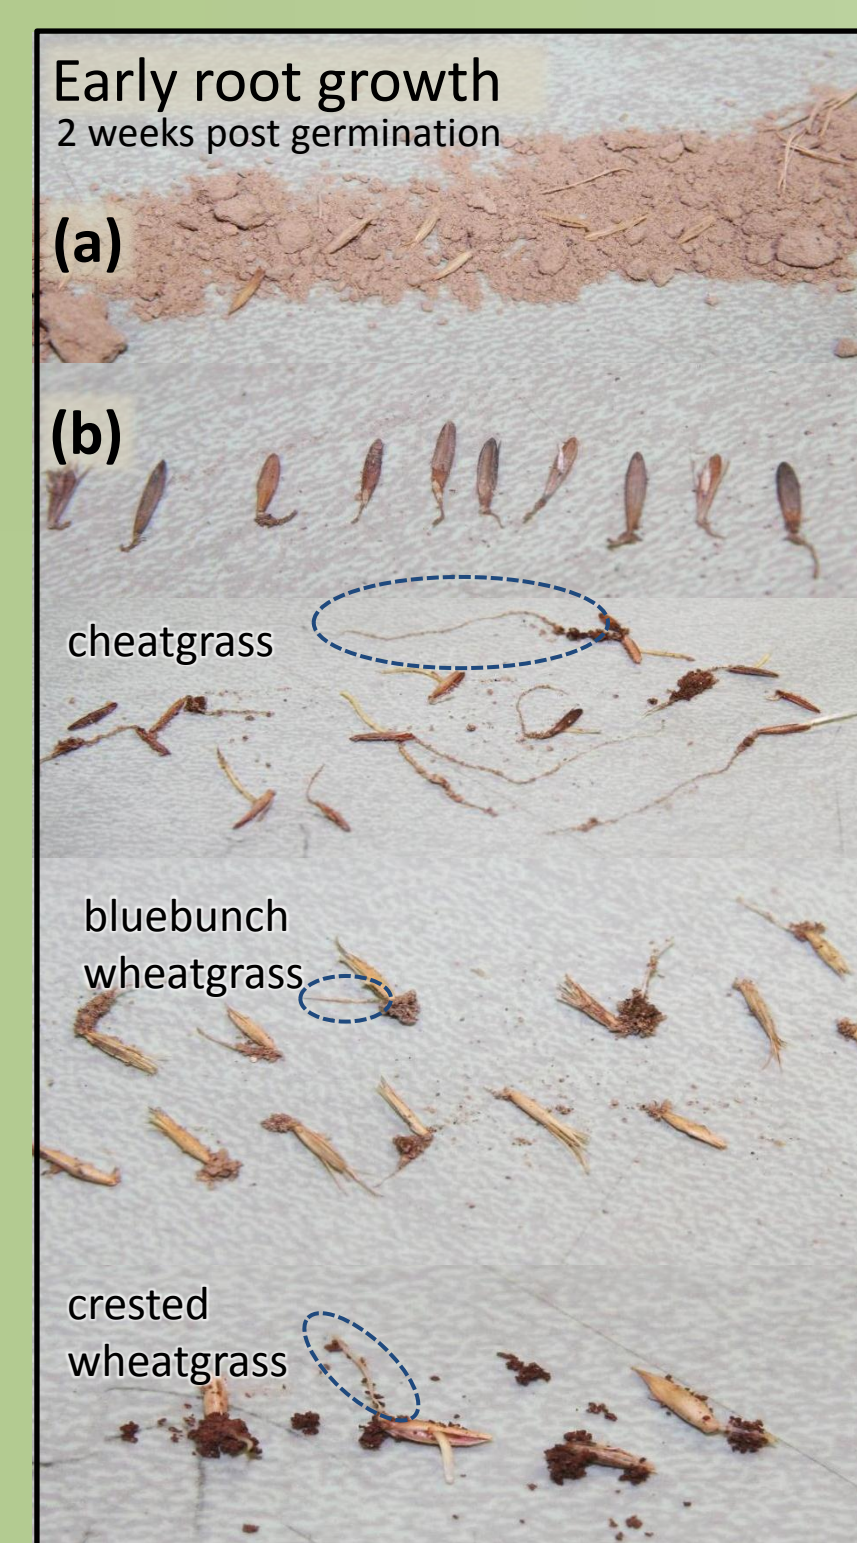 Early root growth
2 weeks post germination
(a)
(b)
cheatgrass
bluebunch
wheatgrass
crested
wheatgrass